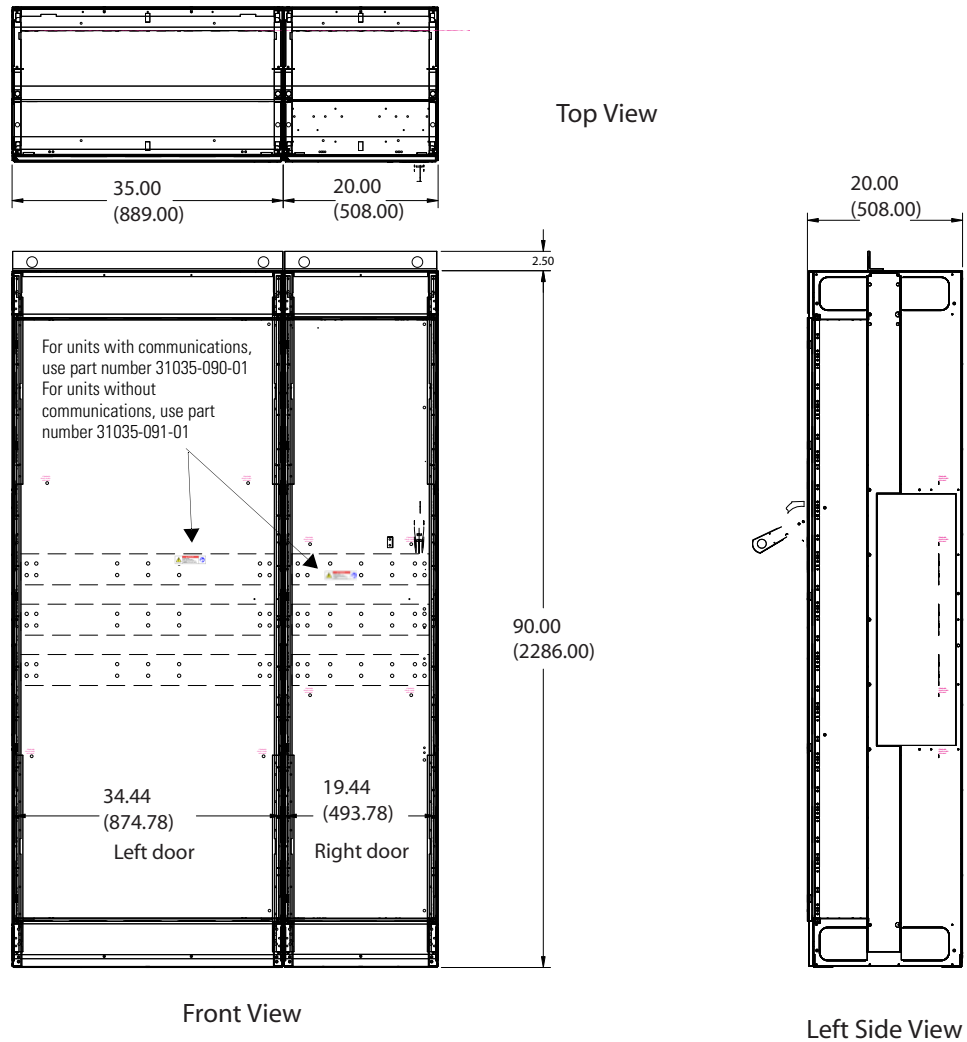 Top View
35.00
(889.00)
20.00
(508.00)
20.00
(508.00)
2.50
For units with communications,
use part number 31035-090-01
For units without
communications, use part
number 31035-091-01
90.00
(2286.00)
34.44
(874.78)
Left door
19.44
(493.78)
Right door
Front View
Left Side View